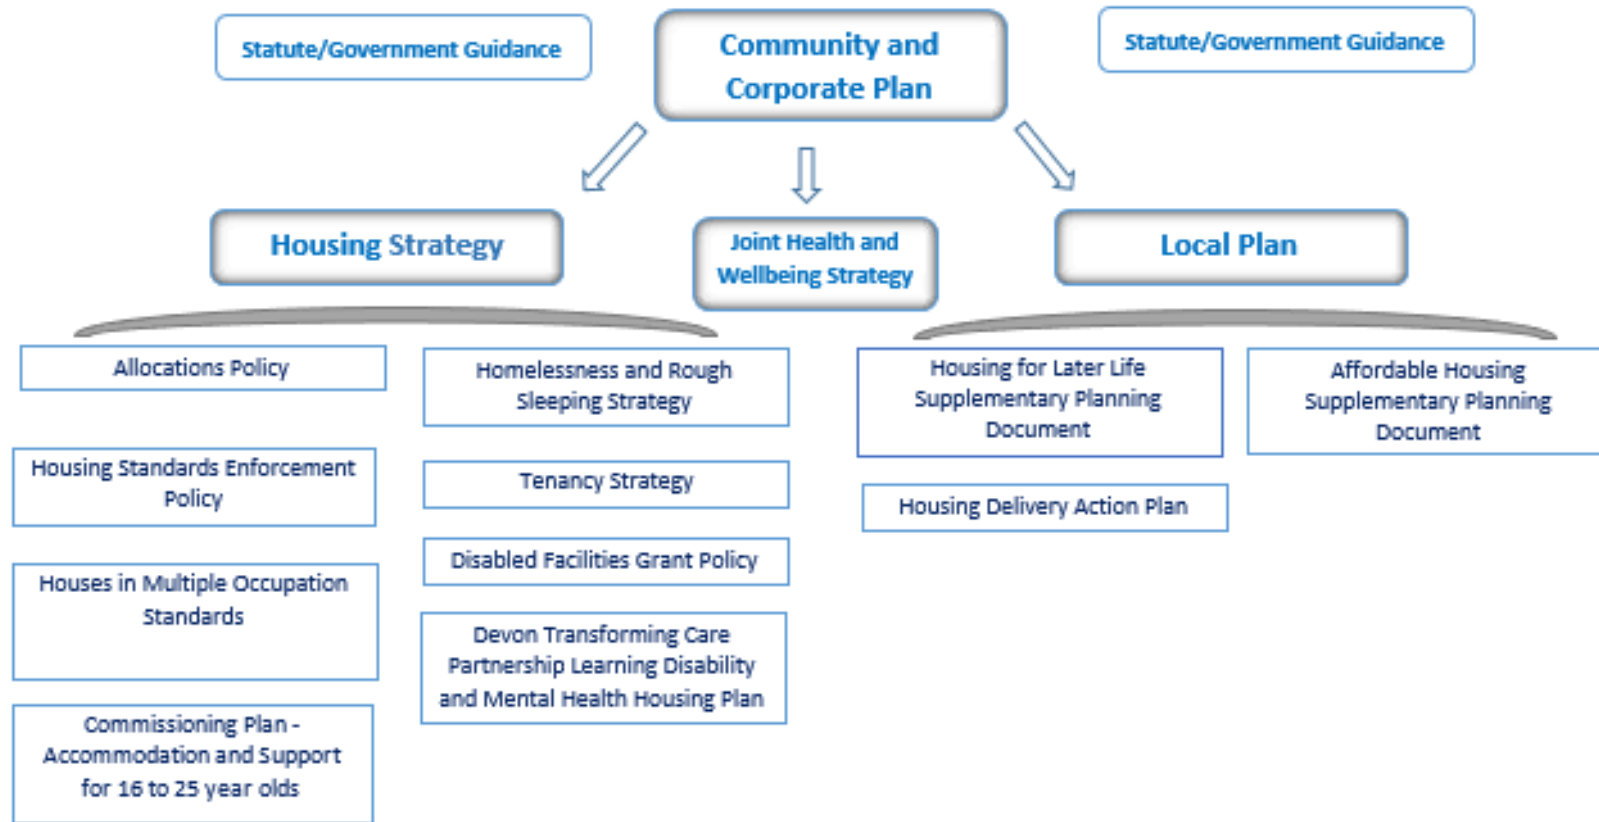 Statute/Government Guidance
Community and
Corporate Plan
Statute/Government Guidance
Housing Strategy
Joint Health and
Wellbeing Strategy
Local Plan
Allocations Policy
Housing Standards Enforcement
Policy
Houses in Multiple Occupation
Standards
Commissioning Plan -
Accommodation and Support
for 16 to 25 year olds
Homelessness and Rough
Sleeping Strategy
Tenancy Strategy
Disabled Facilities Grant Policy
Devon Transforming Care
Partnership Learning Disability
and Mental Health Housing Plan
Housing for Later Life
Supplementary Planning
Document
Housing Delivery Action Plan
Affordable Housing
Supplementary Planning
Document